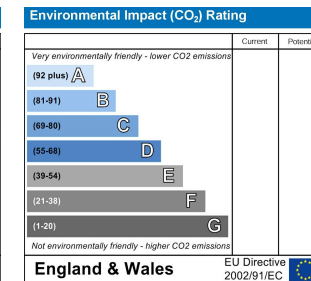 Environmental Impact (CO₂) Rating
Current Potenti
Very environmentally friendly - lower CO2 emissions
(92 plus) A
(81-91) B
(69-80) C
(55-68) D
(39-54) E
(21-38) F
(1-20) G
Not environmentally friendly - higher CO2 emissions
England & Wales
EU Directive
2002/91/EC